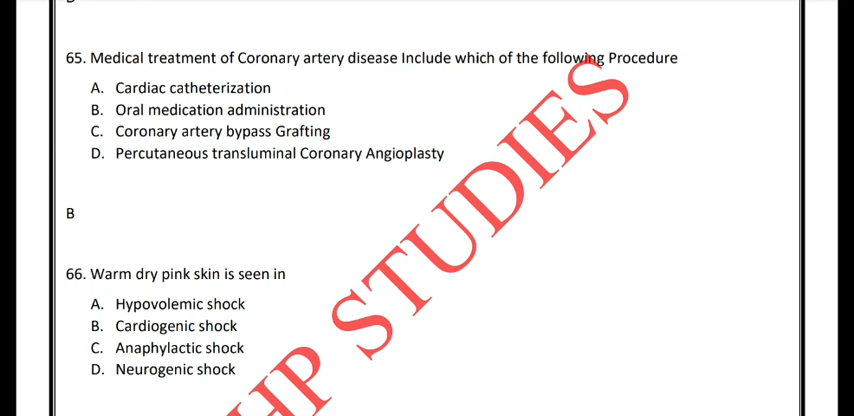 65. Medical treatment of Coronary artery disease Include which of the following Procedure
A. Cardiac catheterization
B. Oral medication administration
C. Coronary artery bypass Grafting
D. Percutaneous transluminal Coronary Angioplasty
B
66. Warm dry pink skin is seen in
A. Hypovolemic shock
B. Cardiogenic shock
C. Anaphylactic shock
D. Neurogenic shock
HP STUDIES